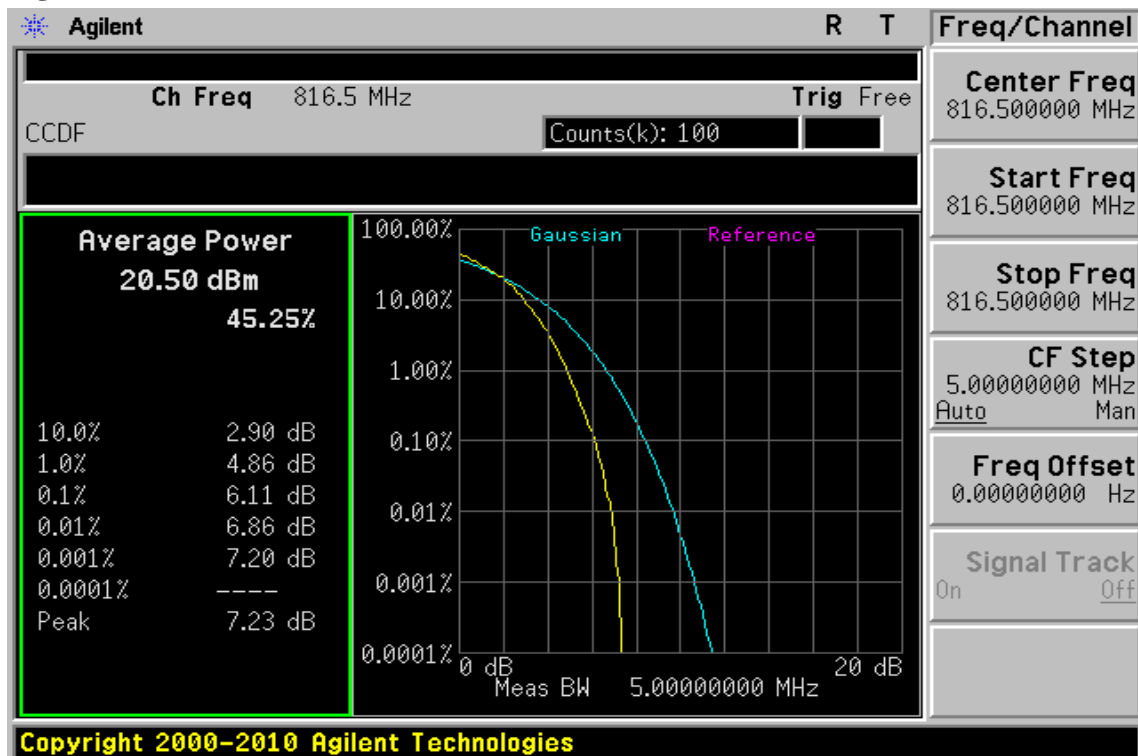 Agilent R T Freq/Channel
Ch Freq 816.5 MHz Trig Free
CCDF Counts(k): 100
Center Freq
816.500000 MHz
Start Freq
816.500000 MHz
Stop Freq
816.500000 MHz
CF Step
5.00000000 MHz
Auto Man
Freq Offset
0.00000000 Hz
Signal Track
On Off
Average Power
20.50 dBm
45.25%
10.0% 2.90 dB
1.0% 4.86 dB
0.1% 6.11 dB
0.01% 6.86 dB
0.001% 7.20 dB
0.0001% ----
Peak 7.23 dB
Gaussian Reference
100.00%
10.00%
1.00%
0.10%
0.01%
0.001%
0.0001%
0 dB 20 dB
Meas BW 5.00000000 MHz
Copyright 2000-2010 Agilent Technologies